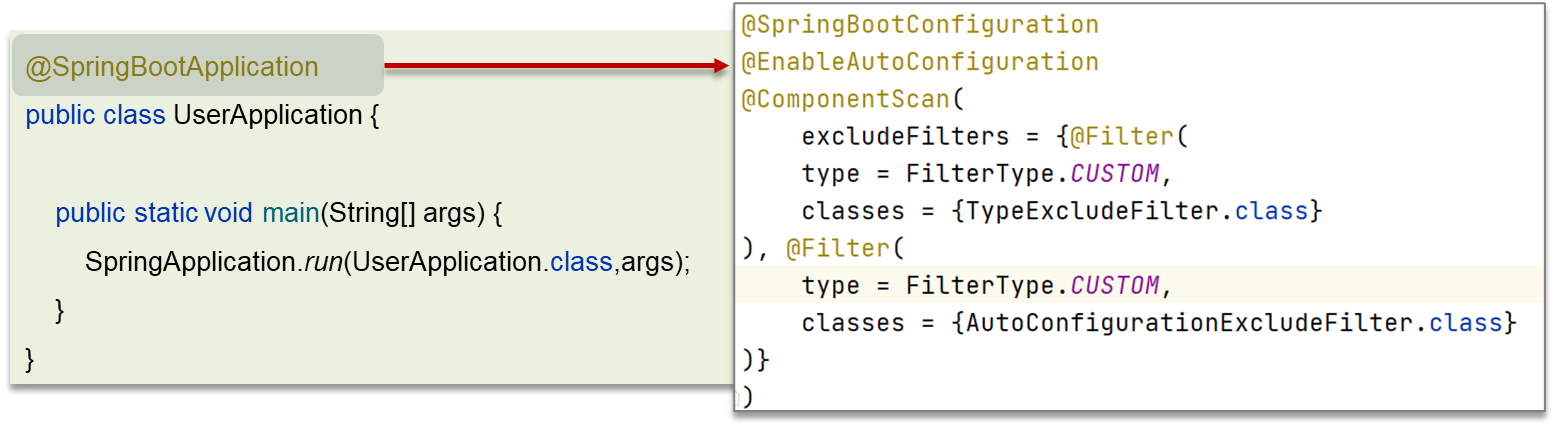 @SpringBootApplication
public class UserApplication {
public static void main(String[] args) {
SpringApplication.run(UserApplication.class,args);
}
}
@SpringBootConfiguration
@EnableAutoConfiguration
@ComponentScan(
excludeFilters = {@Filter(
type = FilterType.CUSTOM,
classes = {TypeExcludeFilter.class}
), @Filter(
type = FilterType.CUSTOM,
classes = {AutoConfigurationExcludeFilter.class}
)}
)